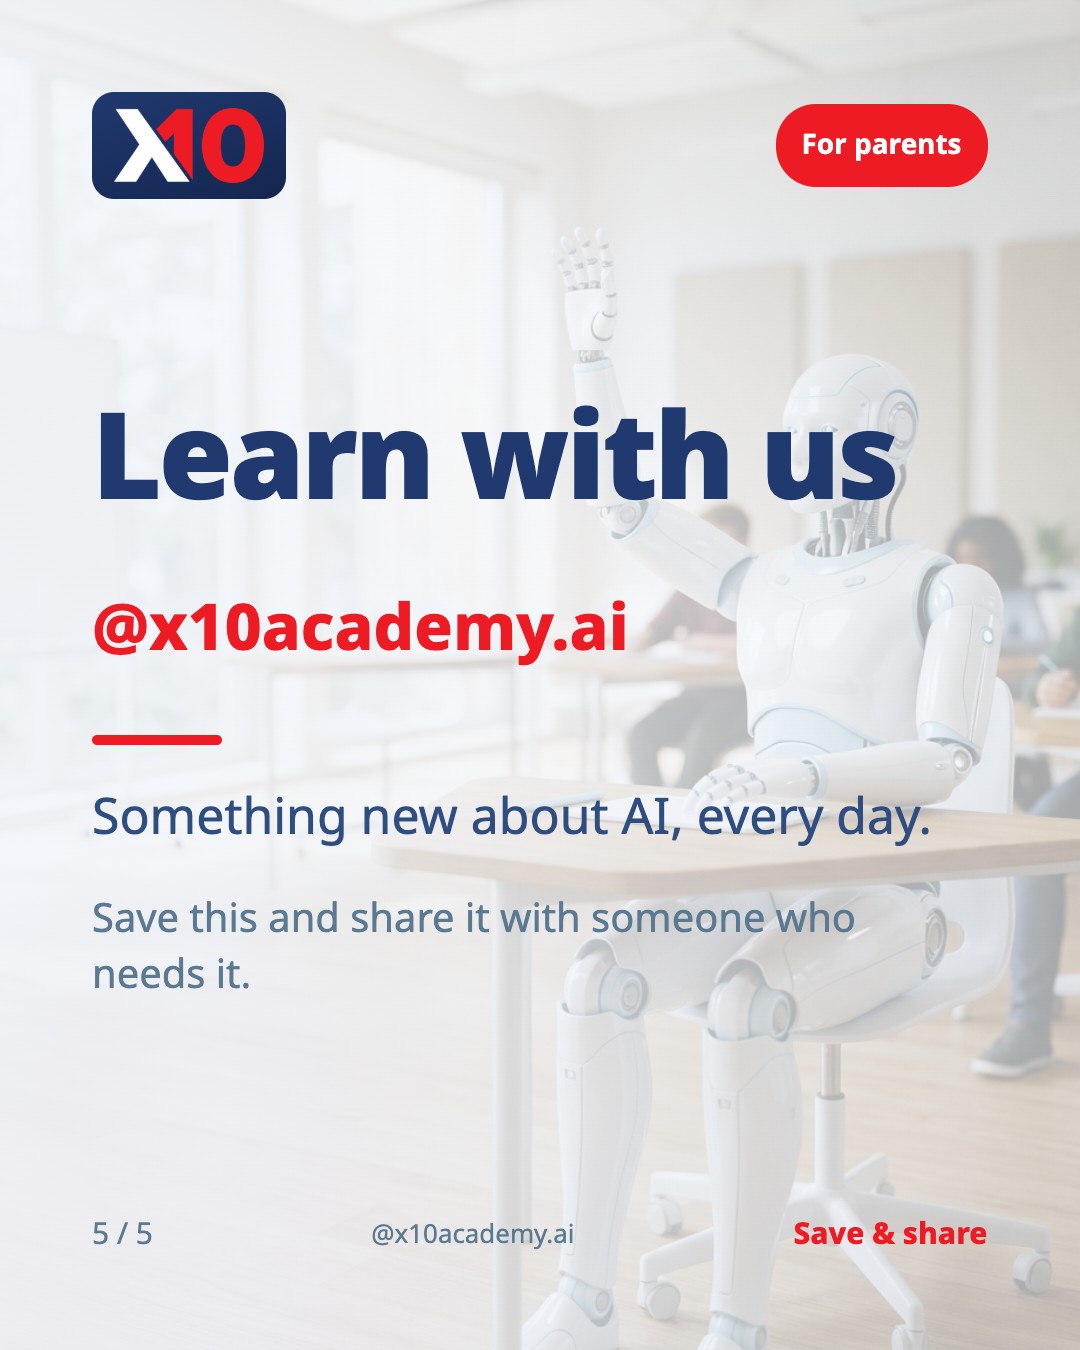 X10
For parents
Learn with us
@x10academy.ai
Something new about AI, every day.
Save this and share it with someone who
needs it.
5 / 5
@x10academy.ai
Save & share